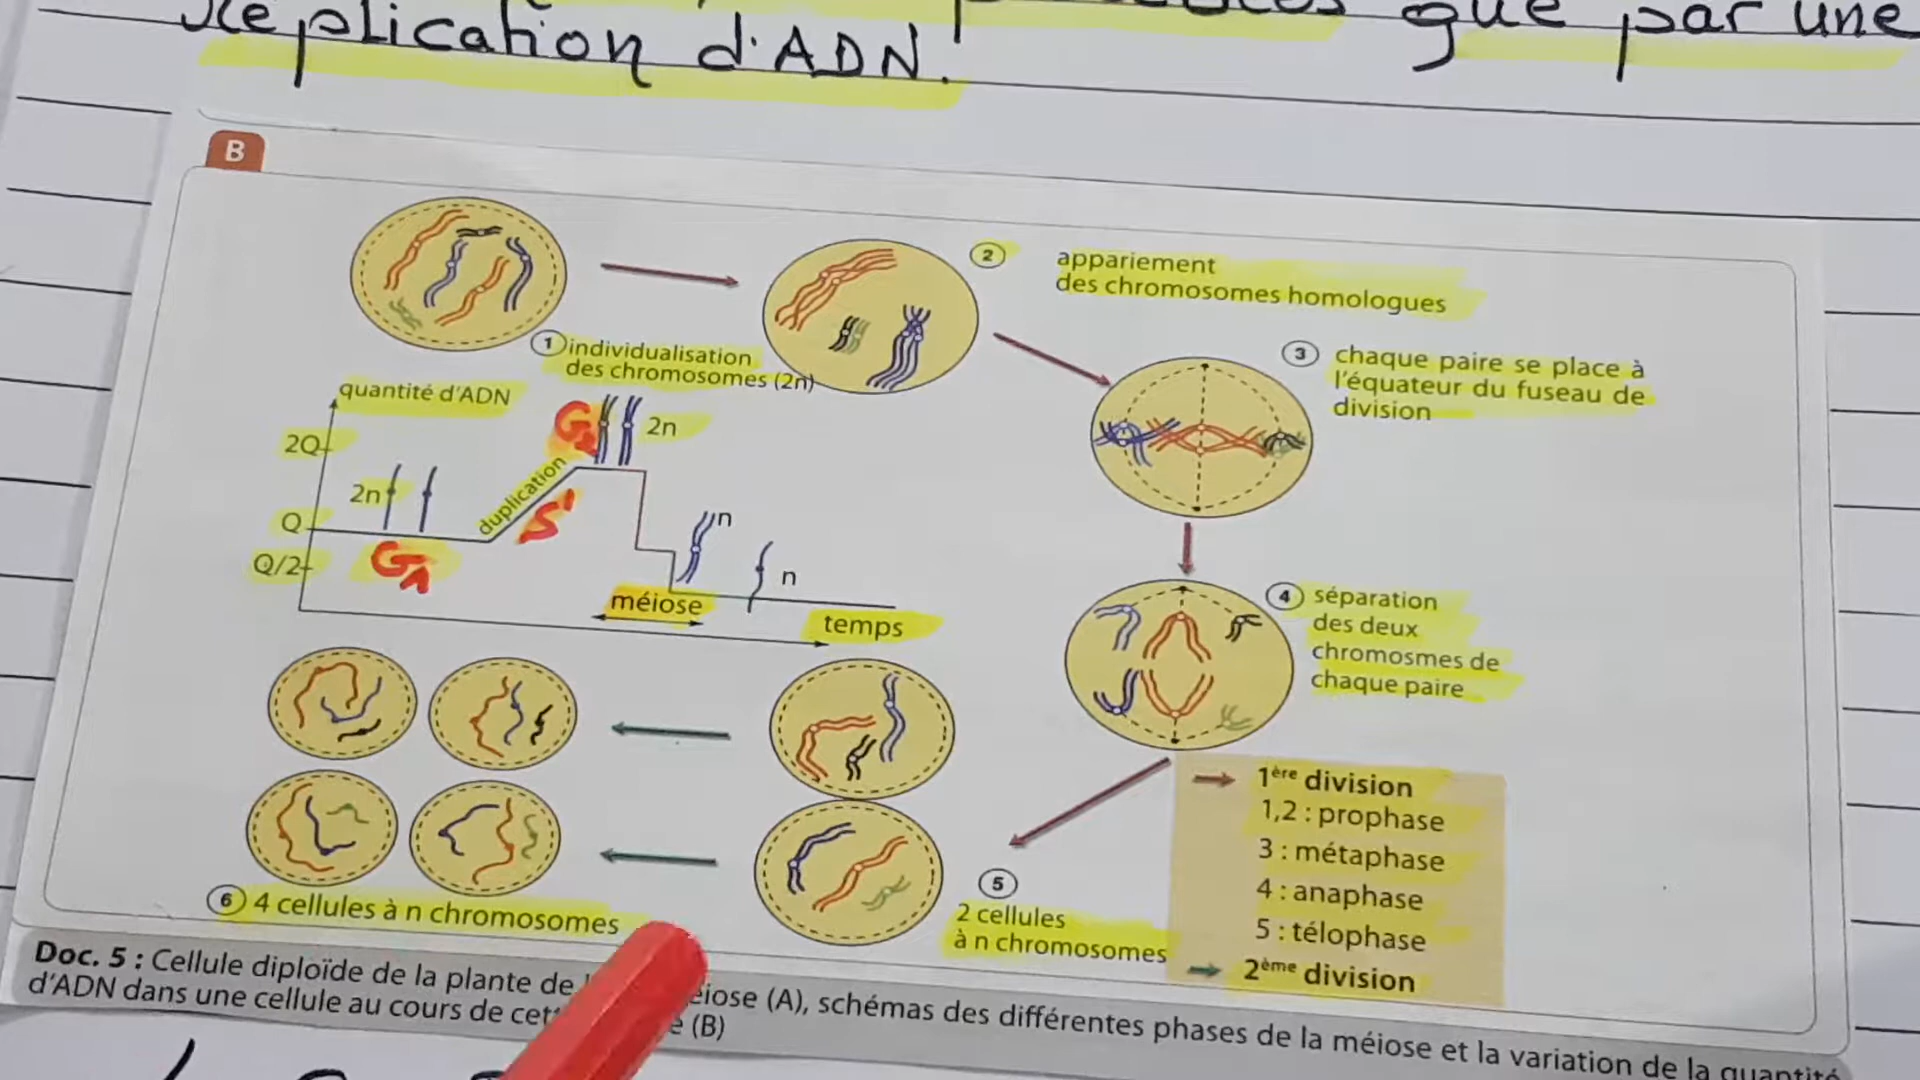 que par une
Réplication d'ADN.
B
2 appariement
des chromosomes homologues
1 individualisation
des chromosomes (2n)
3 chaque paire se place à
l'équateur du fuseau de
division
quantité d'ADN
2Q
Q
Q/2
2n
G1
duplication
S
G2
2n
n
n
méiose
temps
4 séparation
des deux
chromosmes de
chaque paire
1ère division
1,2 : prophase
3 : métaphase
4 : anaphase
5 : télophase
2ème division
5
2 cellules
à n chromosomes
6 4 cellules à n chromosomes
Doc. 5 : Cellule diploïde de la plante de (A), schémas des différentes phases de la méiose et la variation de la quantité
d'ADN dans une cellule au cours de (B)